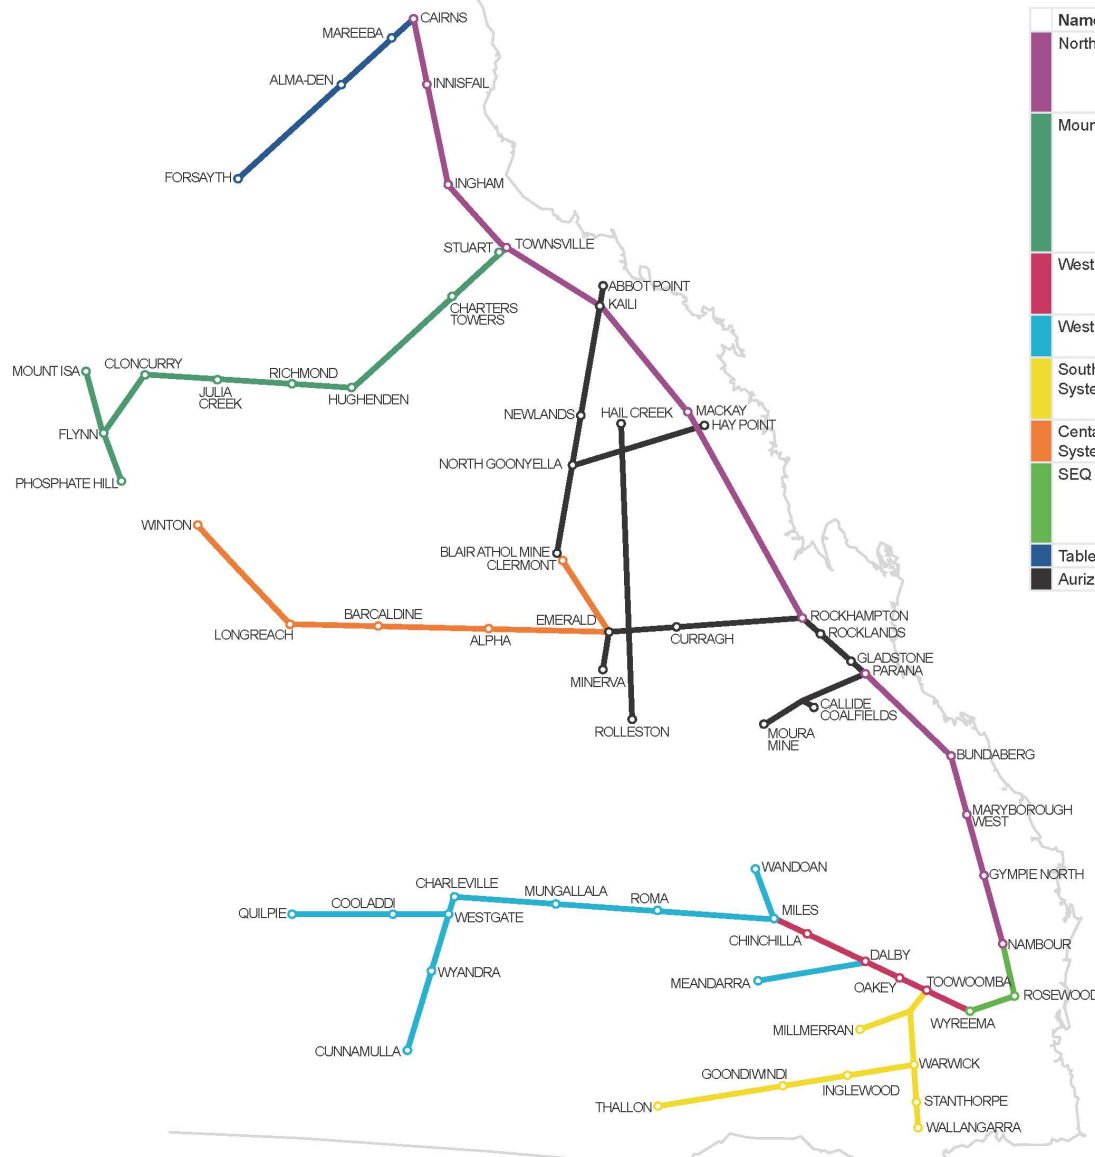 CAIRNS
MAREEBA
ALMA-DEN
INNISFAIL
FORSAYTH
INGHAM
STUART
TOWNSVILLE
ABBOT POINT
KAILI
CHARTERS
TOWERS
MOUNT ISA
CLONCURRY
RICHMOND
JULIA
CREEK
HUGHENDEN
NEWLANDS
HAIL CREEK
MACKAY
HAY POINT
FLYNN
NORTH GOONYELLA
PHOSPHATE HILL
WINTON
BLAIR ATHOL MINE
CLERMONT
LONGREACH
BARCALDINE
ALPHA
EMERALD
CURRAGH
ROCKHAMPTON
ROCKLANDS
GLADSTONE
PARANA
MINERVA
ROLLESTON
CALLIDE
COALFIELDS
MOURA
MINE
BUNDABERG
MARYBOROUGH
WEST
GYMPIE NORTH
NAMBOUR
WANDOAN
CHARLEVILLE
MUNGALLALA
ROMA
MILES
QUILPIE
COOLADDI
WESTGATE
CHINCHILLA
DALBY
WYANDRA
MEANDARRA
OAKEY
TOOWOOMBA
ROSEWOOD
WYREEMA
MILLMERRAN
CUNNAMULLA
WARWICK
GOONDIWINDI
INGLEWOOD
THALLON
STANTHORPE
WALLANGARRA
Name
North
Moun
West
West
South
Syste
Centa
Syste
SEQ
Table
Auriz